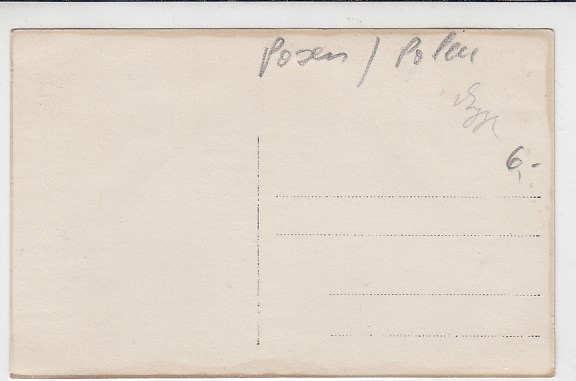 Posen / Polen
6,-